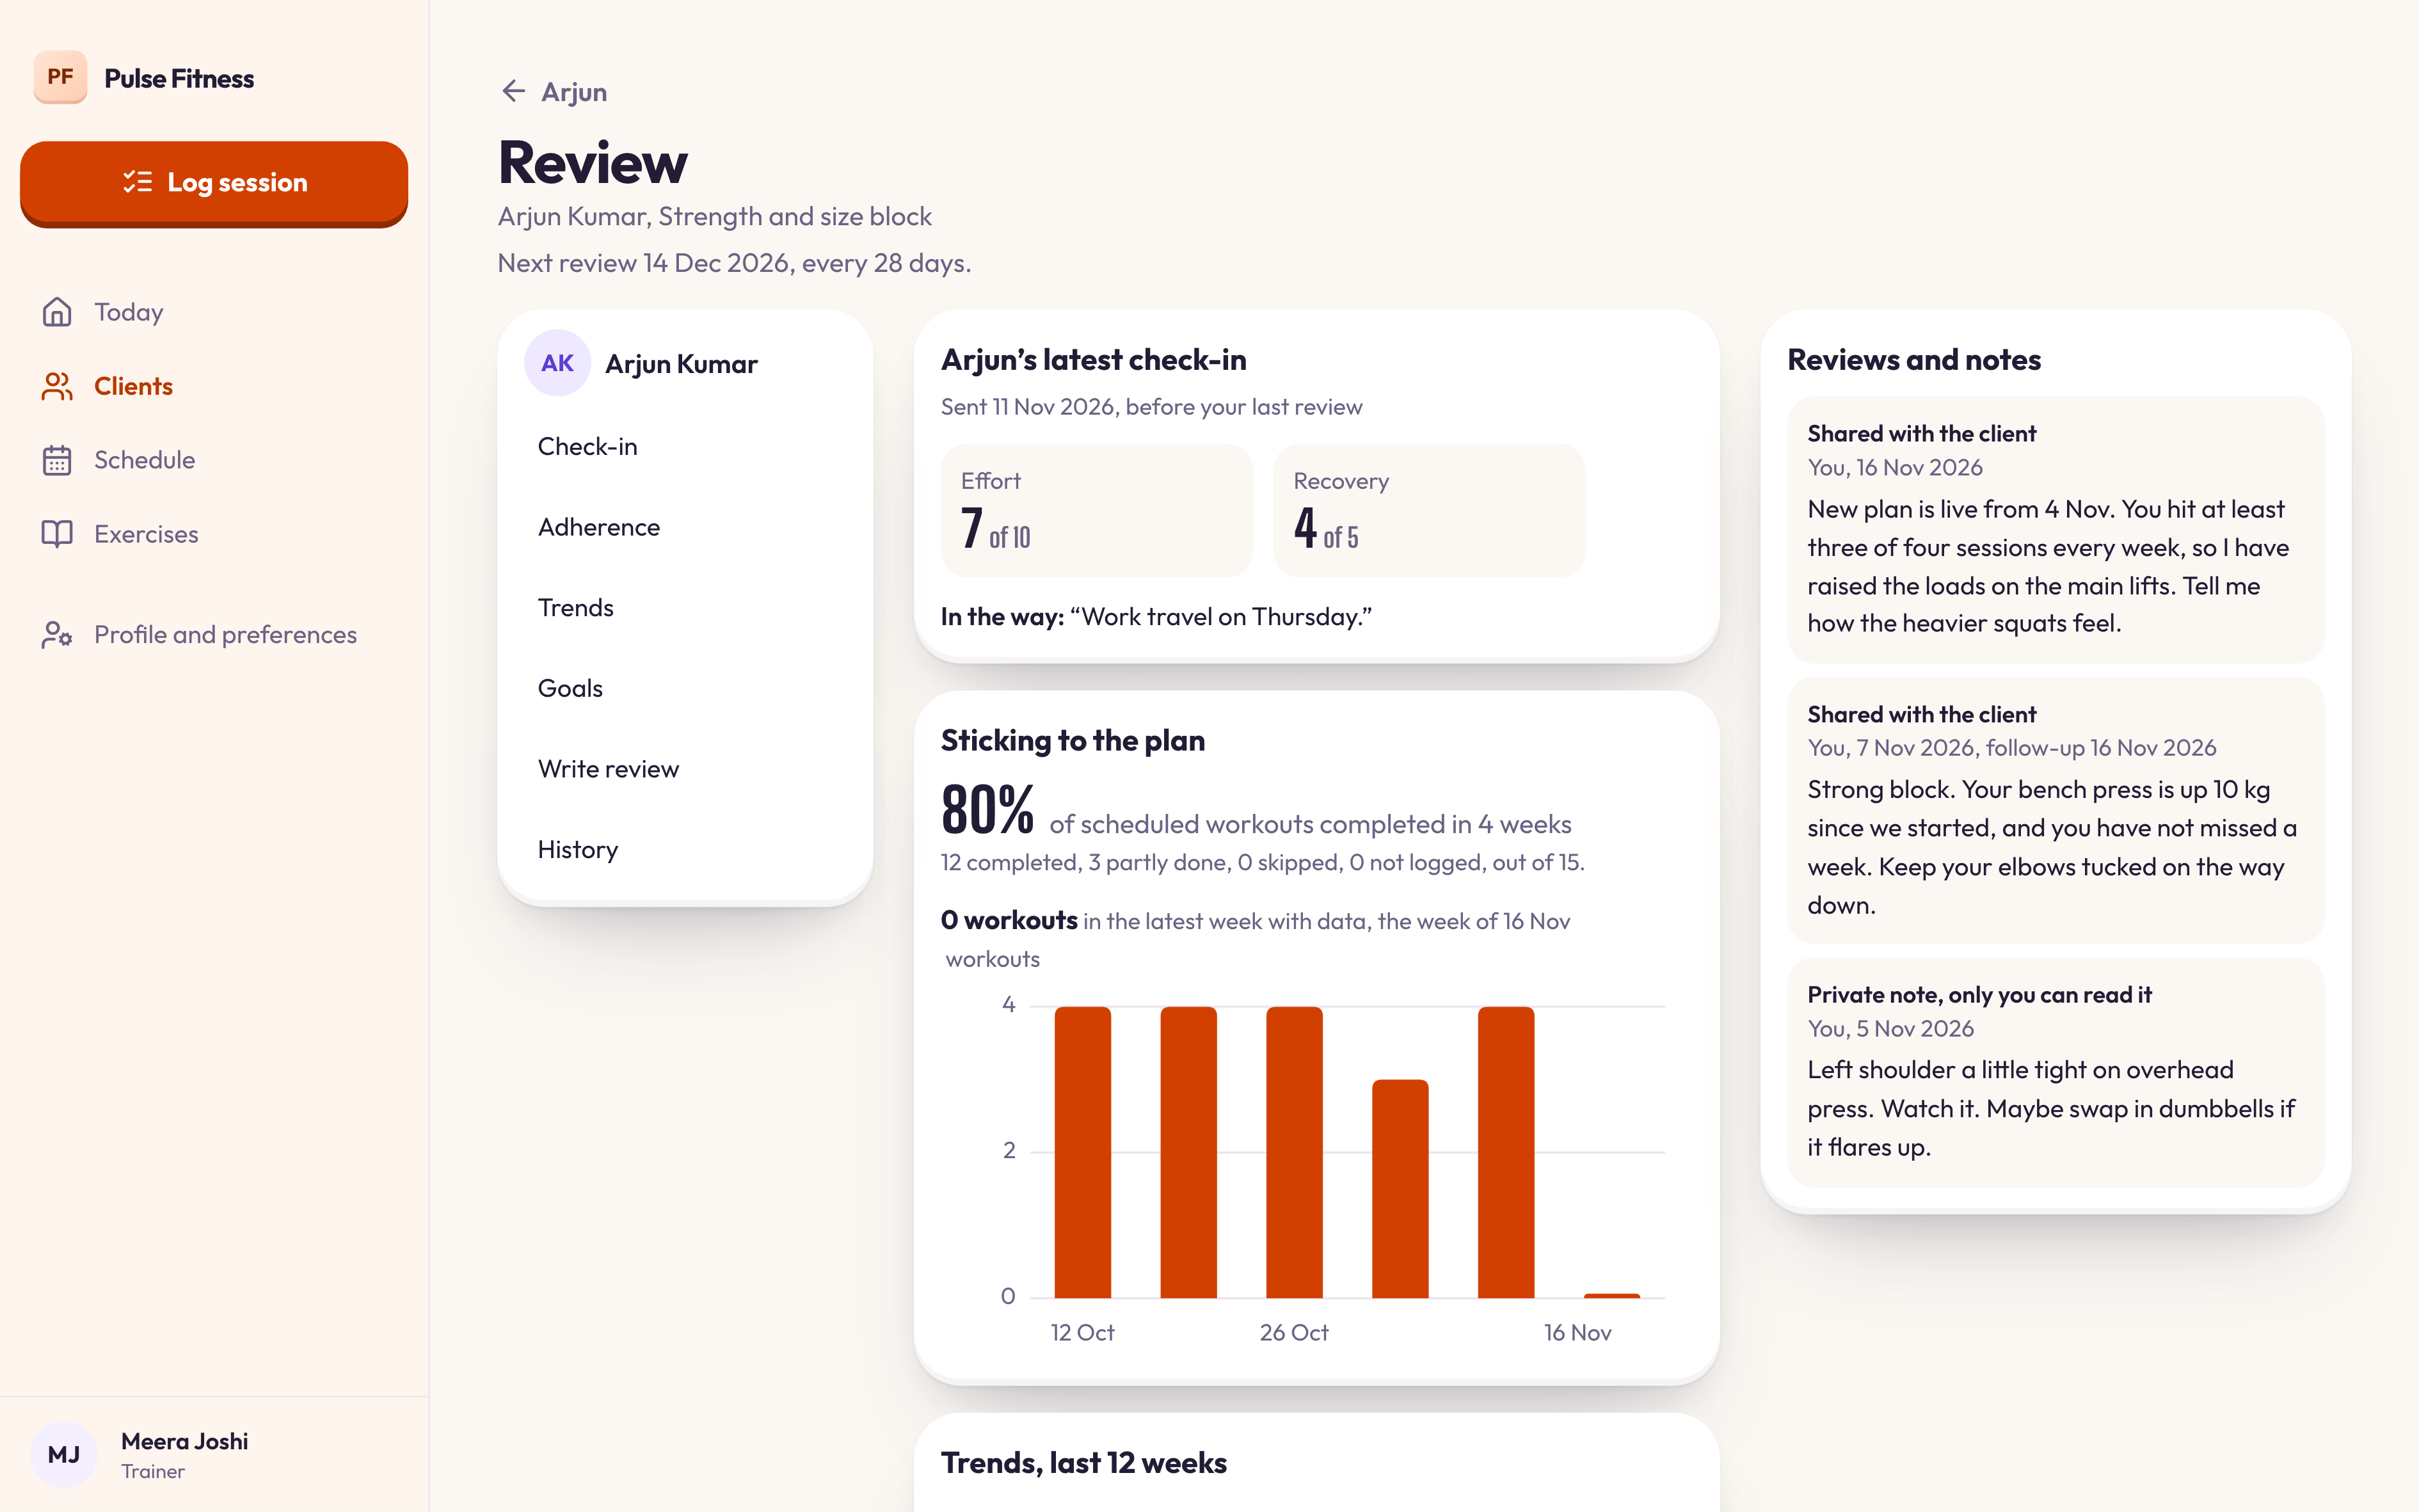 PF
Pulse Fitness
Log session
Today
Clients
Schedule
Exercises
Profile and preferences
MJ
Meera Joshi
Trainer
Arjun
Review
Arjun Kumar, Strength and size block
Next review 14 Dec 2026, every 28 days.
AK
Arjun Kumar
Check-in
Adherence
Trends
Goals
Write review
History
Arjun’s latest check-in
Sent 11 Nov 2026, before your last review
Effort
7 of 10
Recovery
4 of 5
In the way: “Work travel on Thursday.”
Sticking to the plan
80% of scheduled workouts completed in 4 weeks
12 completed, 3 partly done, 0 skipped, 0 not logged, out of 15.
0 workouts in the latest week with data, the week of 16 Nov
workouts
4
2
0
12 Oct
26 Oct
16 Nov
Trends, last 12 weeks
Reviews and notes
Shared with the client
You, 16 Nov 2026
New plan is live from 4 Nov. You hit at least
three of four sessions every week, so I have
raised the loads on the main lifts. Tell me
how the heavier squats feel.
Shared with the client
You, 7 Nov 2026, follow-up 16 Nov 2026
Strong block. Your bench press is up 10 kg
since we started, and you have not missed a
week. Keep your elbows tucked on the way
down.
Private note, only you can read it
You, 5 Nov 2026
Left shoulder a little tight on overhead
press. Watch it. Maybe swap in dumbbells if
it flares up.